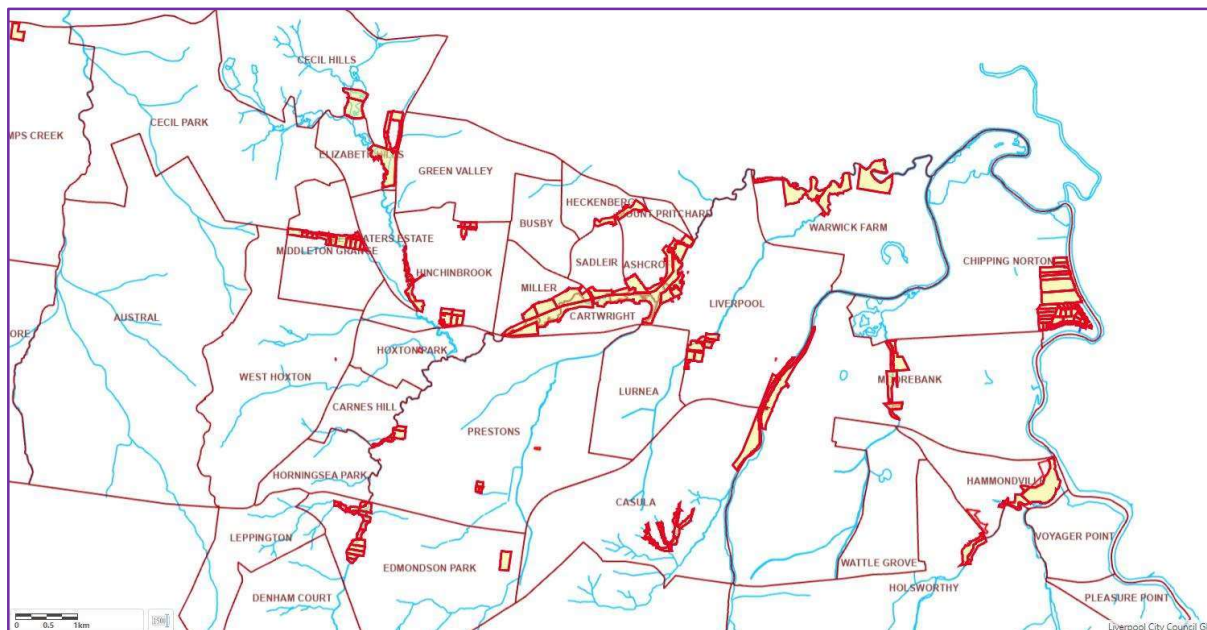 CECIL HILLS
CECIL PARK
MPS CREEK
GREEN VALLEY
HECKENBERG
BUSBY
WARWICK FARM
SADLEIR
HINCHINBROOK
MIDDLETON GRANGE
CHIPPING NORTON
MILLER
LIVERPOOL
CARTWRIGHT
AUSTRAL
ORE
HOXTON PARK
WEST HOXTON
LURNEA
CARNES HILL
PRESTONS
HORNINGSEA PARK
CASULA
LEPPINGTON
VOYAGER POINT
WATTLE GROVE
EDMONDSON PARK
HOLSWORTHY
DENHAM COURT
PLEASURE POINT
0 0.5 1km
Liverpool City Council G